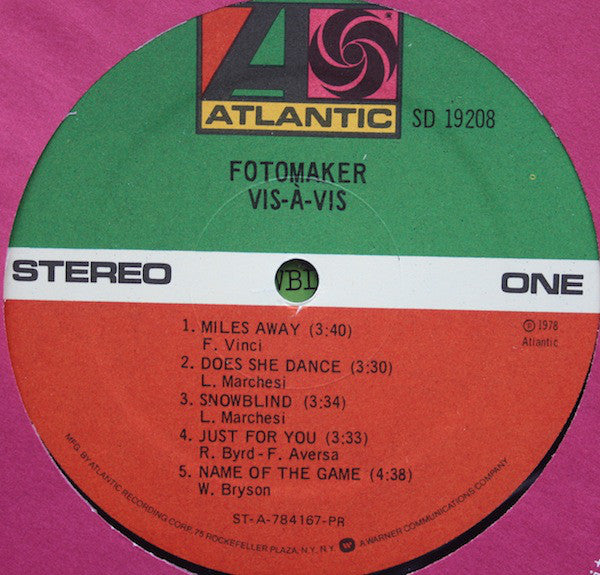 A
ATLANTIC
SD 19208
FOTOMAKER
VIS-À-VIS
STEREO
ONE
1. MILES AWAY (3:40)
F. Vinci
2. DOES SHE DANCE (3:30)
L. Marchesi
3. SNOWBLIND (3:34)
L. Marchesi
4. JUST FOR YOU (3:33)
R. Byrd-F. Aversa
5. NAME OF THE GAME (4:38)
W. Bryson
℗ 1978
Atlantic
ST-A-784167-PR
MFG. BY ATLANTIC RECORDING CORP. 75 ROCKEFELLER PLAZA, N.Y. N.Y. A WARNER COMMUNICATIONS COMPANY